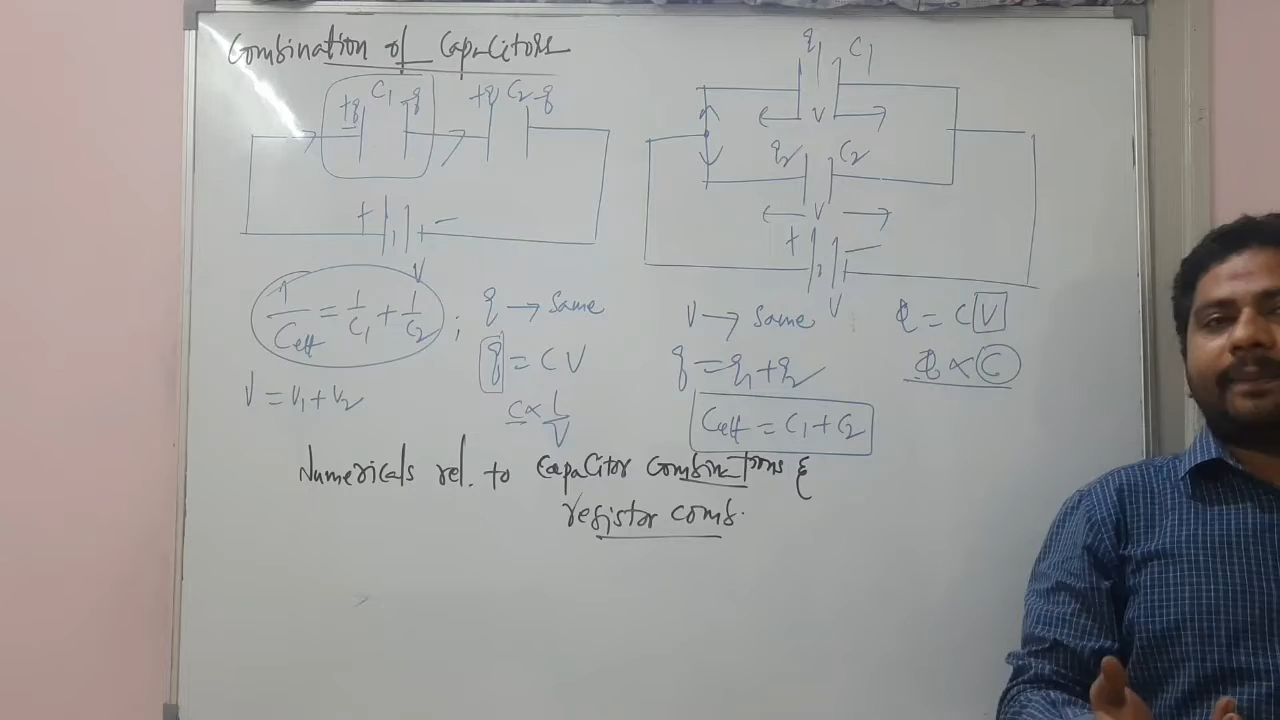 Combination of Capacitors
+q C1 -q +q C2 -q
+ -
V
1/Ceff = 1/C1 + 1/C2 ;
q → Same
q = CV
V = V1 + V2
C ∝ 1/V
q1 C1
← V →
q2 C2
← V →
+ -
V
V → Same
q = q1 + q2
Ceff = C1 + C2
Q = CV
Q ∝ C
Numericals rel. to Capacitor Combinations &
resistor comb.